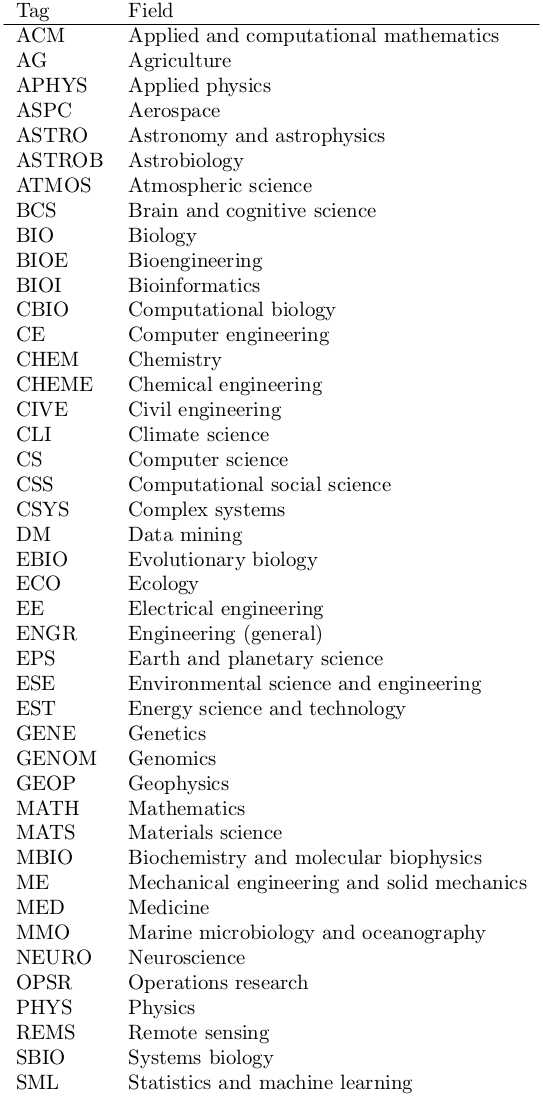 Tag Field
ACM Applied and computational mathematics
AG Agriculture
APHYS Applied physics
ASPC Aerospace
ASTRO Astronomy and astrophysics
ASTROB Astrobiology
ATMOS Atmospheric science
BCS Brain and cognitive science
BIO Biology
BIOE Bioengineering
BIOI Bioinformatics
CBIO Computational biology
CE Computer engineering
CHEM Chemistry
CHEME Chemical engineering
CIVE Civil engineering
CLI Climate science
CS Computer science
CSS Computational social science
CSYS Complex systems
DM Data mining
EBIO Evolutionary biology
ECO Ecology
EE Electrical engineering
ENGR Engineering (general)
EPS Earth and planetary science
ESE Environmental science and engineering
EST Energy science and technology
GENE Genetics
GENOM Genomics
GEOP Geophysics
MATH Mathematics
MATS Materials science
MBIO Biochemistry and molecular biophysics
ME Mechanical engineering and solid mechanics
MED Medicine
MMO Marine microbiology and oceanography
NEURO Neuroscience
OPSR Operations research
PHYS Physics
REMS Remote sensing
SBIO Systems biology
SML Statistics and machine learning